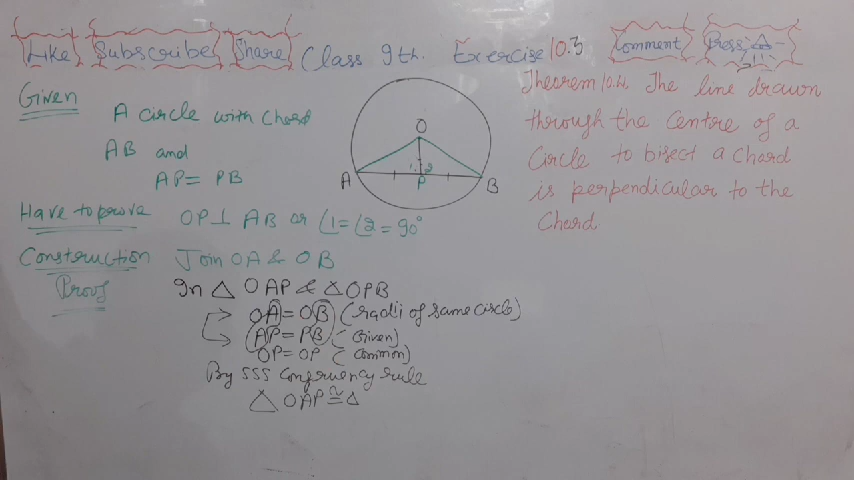 Like Subscribe Share Class 9th. Exercise 10.3 Comment Press
Given
A circle with chord
AB and
AP = PB
Have to prove OP ⊥ AB or ∠1 = ∠2 = 90°
Construction Join OA & OB
Proof
In △ OAP & △ OPB
OA = OB (radii of same circle)
AP = PB (Given)
OP = OP (common)
By SSS congruency rule
△ OAP ≅ △
O
1 2
A P B
Theorem 10.4 The line drawn
through the centre of a
circle to bisect a chord
is perpendicular to the
chord